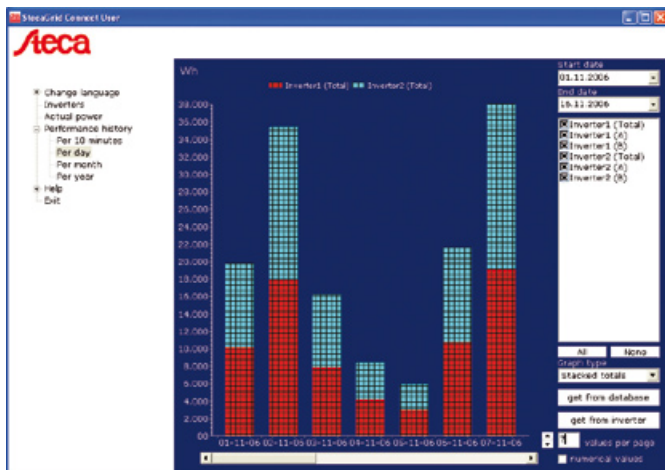 StecaGrid Connect User
Steca
Change language
Inverters
Actual power
Performance history
Per 10 minutes
Per day
Per month
Per year
Help
Exit
Wh
Inverter1 (Total) Inverter2 (Total)
38.000
36.000
34.000
32.000
30.000
28.000
26.000
24.000
22.000
20.000
18.000
16.000
14.000
12.000
10.000
8.000
6.000
4.000
2.000
00
01-11-06 02-11-06 03-11-06 04-11-06 05-11-06 06-11-06 07-11-06
Start date
01.11.2006
End date
16.11.2006
Inverter1 (Total)
Inverter1 (A)
Inverter1 (B)
Inverter2 (Total)
Inverter2 (A)
Inverter2 (B)
All None
Graph type
Stacked totals
get from database
get from inverter
values per page
numerical values